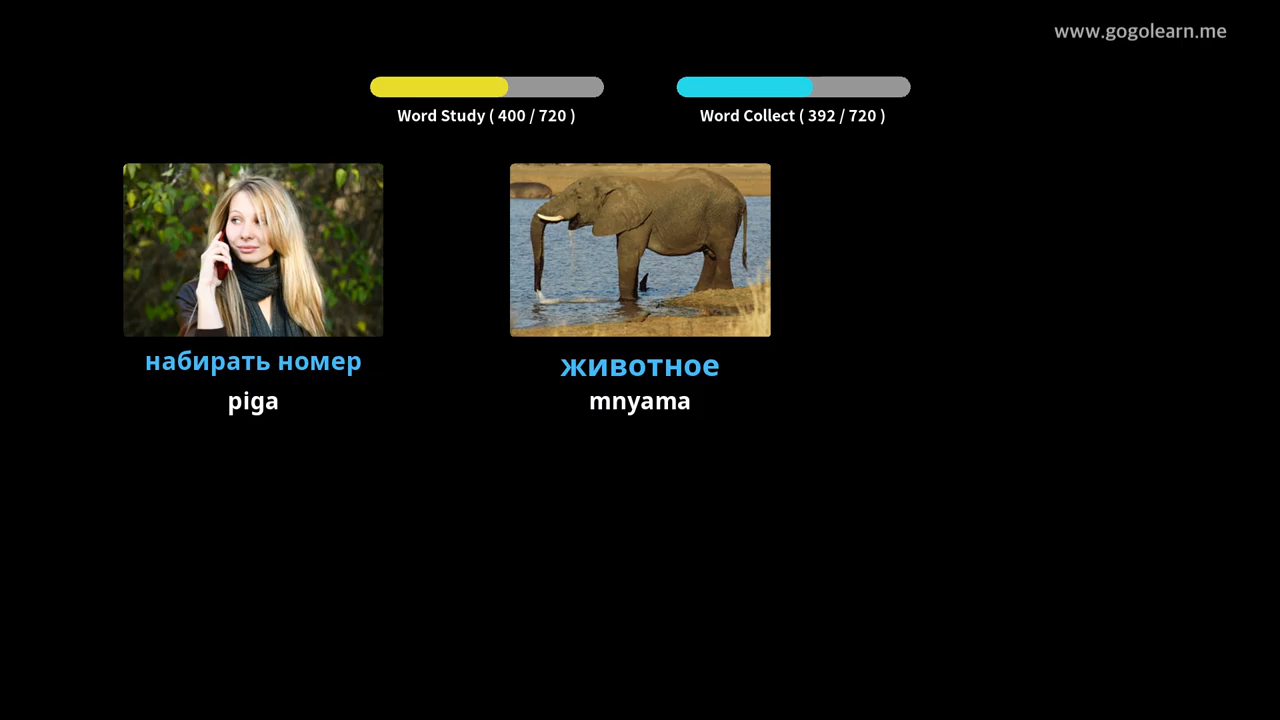 www.gogolearn.me
Word Study ( 400 / 720 )
Word Collect ( 392 / 720 )
набирать номер
piga
животное
mnyama